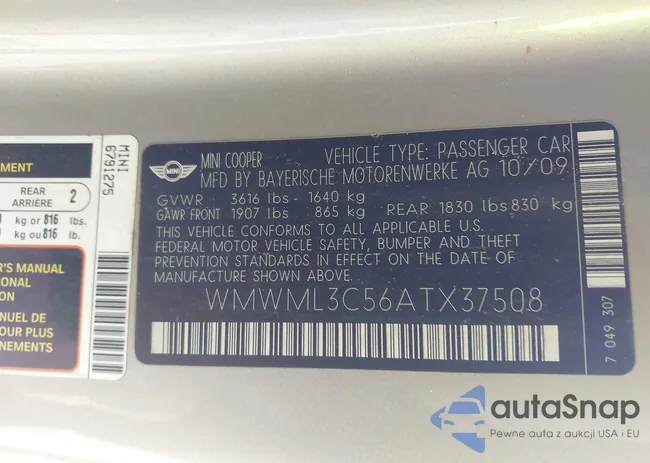 EMENT
REAR 2
ARRIÈRE
kg or 816 lbs.
kg ou 816 lb.
R'S MANUAL
IONAL
TION
OUR PLUS
NEMENTS
MINI
6791275
MINI
MINI COOPER VEHICLE TYPE: PASSENGER CAR
MFD BY BAYERISCHE MOTORENWERKE AG 10/09
GVWR 3616 lbs - 1640 kg
GAWR FRONT 1907 lbs 865 kg REAR 1830 lbs 830 kg
THIS VEHICLE CONFORMS TO ALL APPLICABLE U.S.
FEDERAL MOTOR VEHICLE SAFETY, BUMPER AND THEFT
PREVENTION STANDARDS IN EFFECT ON THE DATE OF
MANUFACTURE SHOWN ABOVE.
WMWML3C56ATX37508
7 049 307
autaSnap
Pewne auta z aukcji USA i EU